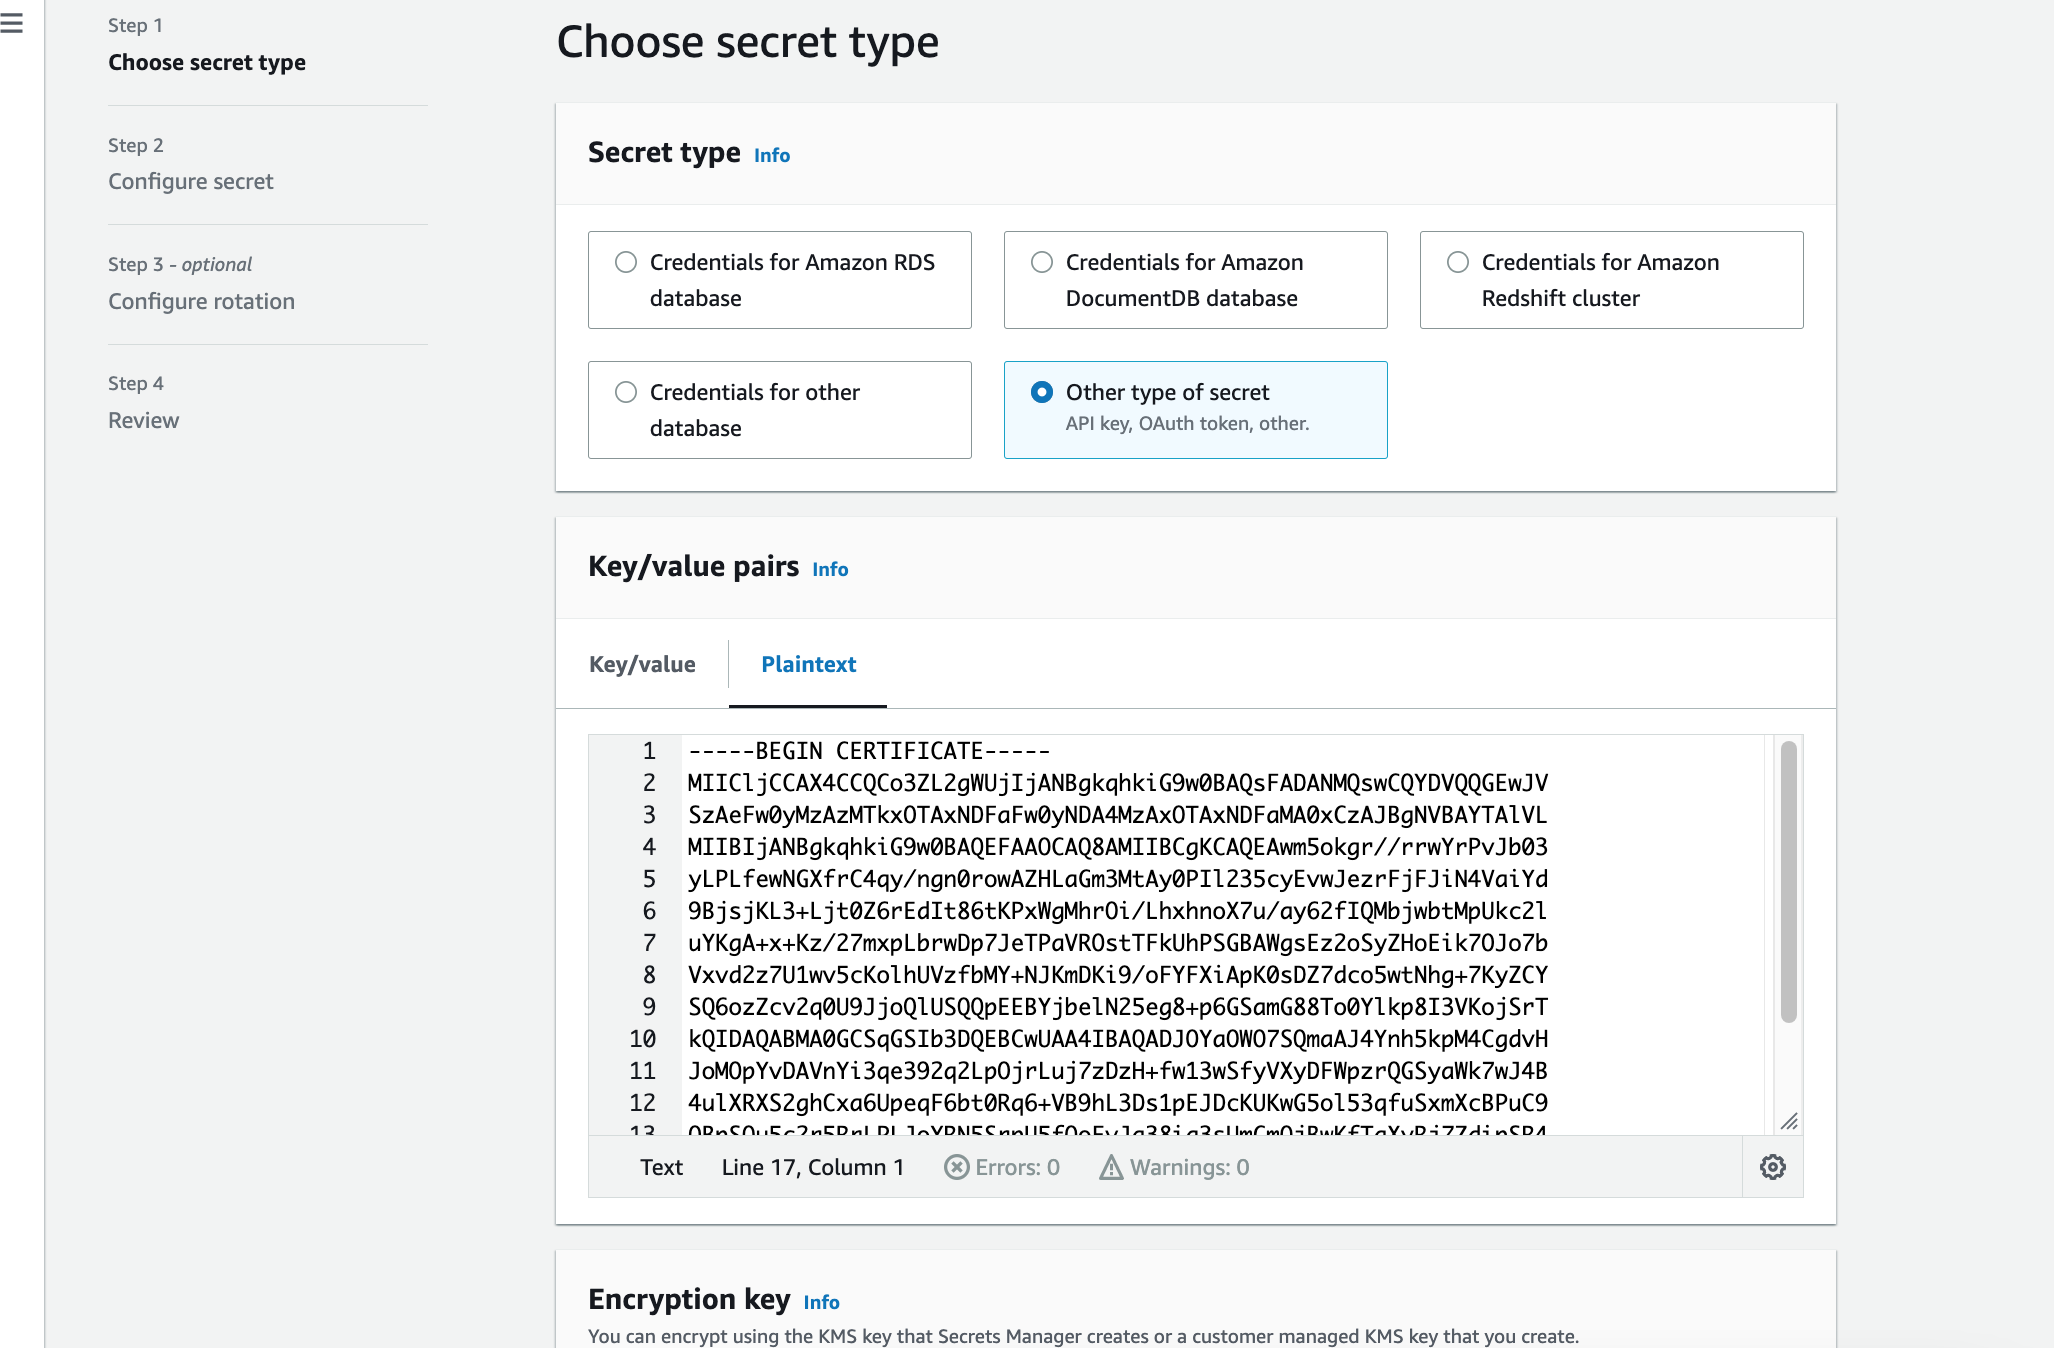 Step 1
Choose secret type
Step 2
Configure secret
Step 3 - optional
Configure rotation
Step 4
Review
Choose secret type
Secret type Info
Credentials for Amazon RDS
database
Credentials for Amazon
DocumentDB database
Credentials for Amazon
Redshift cluster
Credentials for other
database
Other type of secret
API key, OAuth token, other.
Key/value pairs Info
Key/value
Plaintext
1 -----BEGIN CERTIFICATE-----
2 MIICljCCAX4CCQCo3ZL2gWUjIjANBgkqhkiG9w0BAQsFADANMQswCQYDVQQGEwJV
3 SzAeFw0yMzAzMTkxOTAxNDFaFw0yNDA4MzAxOTAxNDFaMA0xCzAJBgNVBAYTAlVL
4 MIIBIjANBgkqhkiG9w0BAQEFAAOCAQ8AMIIBCgKCAQEAwm5okgr//rrwYrPvJb03
5 yLPLfewNGXfrC4qy/ngn0rowAZHLaGm3MtAy0PIl235cyEvwJezrFjFJiN4VaiYd
6 9BjsjKL3+Ljt0Z6rEdIt86tKPxWgMhrOi/LhxhnoX7u/ay62fIQMbjwbtMpUkc2l
7 uYKgA+x+Kz/27mxpLbrwDp7JeTPaVROstTFkUhPSGBAWgsEz2oSyZHoEik7OJo7b
8 Vxvd2z7U1wv5cKolhUVzfbMY+NJKmDKi9/oFYFXiApK0sDZ7dco5wtNhg+7KyZCY
9 SQ6ozZcv2q0U9JjoQlUSQQpEEBYjbelN25eg8+p6GSamG88To0Ylkp8I3VKojSrT
10 kQIDAQABMA0GCSqGSIb3DQEBCwUAA4IBAQADJOYaOWO7SQmaAJ4Ynh5kpM4CgdvH
11 JoMOpYvDAVnYi3qe392q2LpOjrLuj7zDzH+fw13wSfyVXyDFWpzrQGSyaWk7wJ4B
12 4ulXRXS2ghCxa6UpeqF6bt0Rq6+VB9hL3Ds1pEJDcKUKwG5ol53qfuSxmXcBPuC9
13
Text Line 17, Column 1 Errors: 0 Warnings: 0
Encryption key Info
You can encrypt using the KMS key that Secrets Manager creates or a customer managed KMS key that you create.